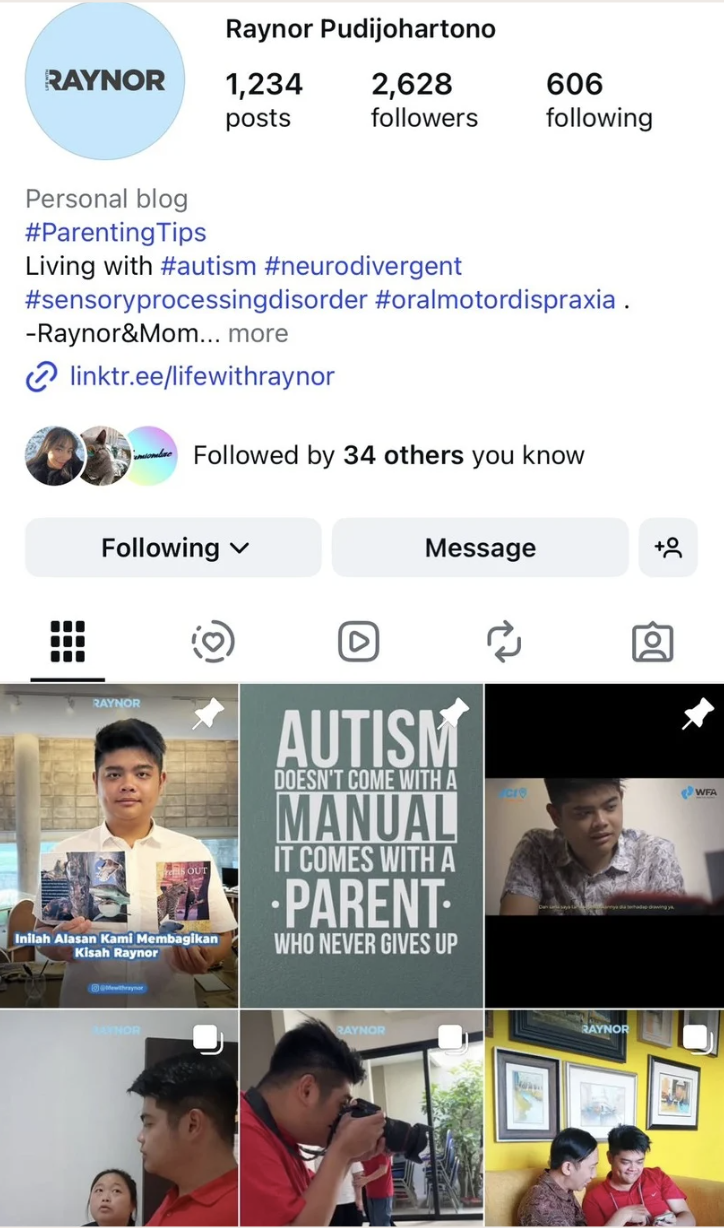 RAYNOR
Raynor Pudijohartono
1,234
posts
2,628
followers
606
following
Personal blog
#ParentingTips
Living with #autism #neurodivergent
#sensoryprocessingdisorder #oralmotordispraxia .
-Raynor&Mom... more
linktr.ee/lifewithraynor
Followed by 34 others you know
Following
Message
RAYNOR
OUT
Inilah Alasan Kami Membagikan
Kisah Raynor
@lifewithraynor
AUTISM
DOESN'T COME WITH A
MANUAL
IT COMES WITH A
·PARENT·
WHO NEVER GIVES UP
WFA
RAYNOR
RAYNOR
RAYNOR